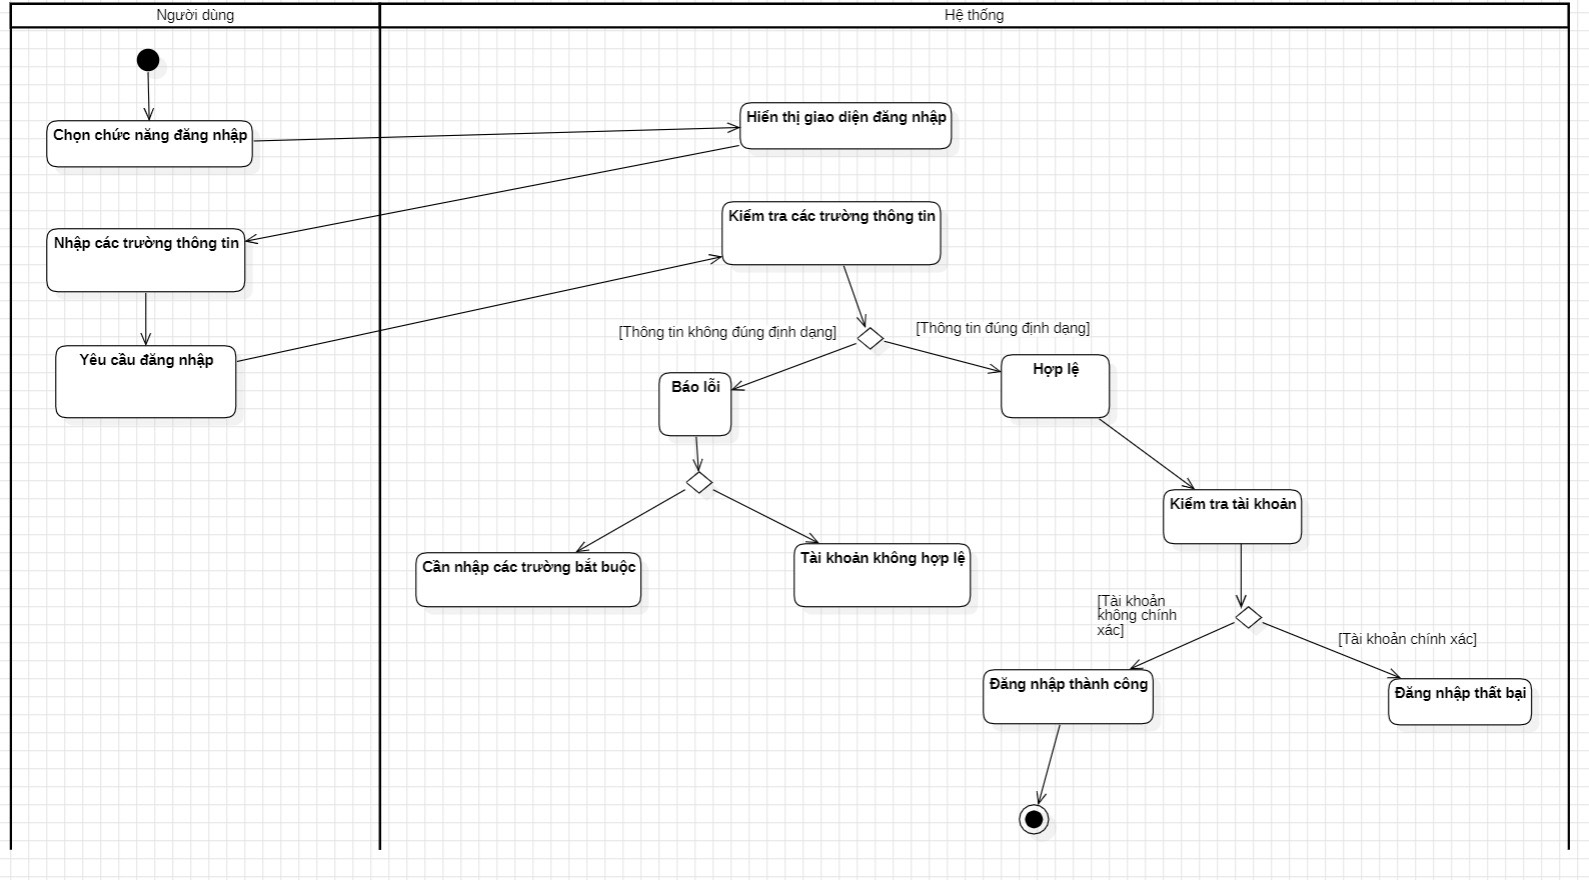 Người dùng
Hệ thống
Chọn chức năng đăng nhập
Hiển thị giao diện đăng nhập
Nhập các trường thông tin
Kiểm tra các trường thông tin
Yêu cầu đăng nhập
[Thông tin không đúng định dạng]
[Thông tin đúng định dạng]
Báo lỗi
Hợp lệ
Kiểm tra tài khoản
Cần nhập các trường bắt buộc
Tài khoản không hợp lệ
[Tài khoản
không chính
xác]
[Tài khoản chính xác]
Đăng nhập thành công
Đăng nhập thất bại